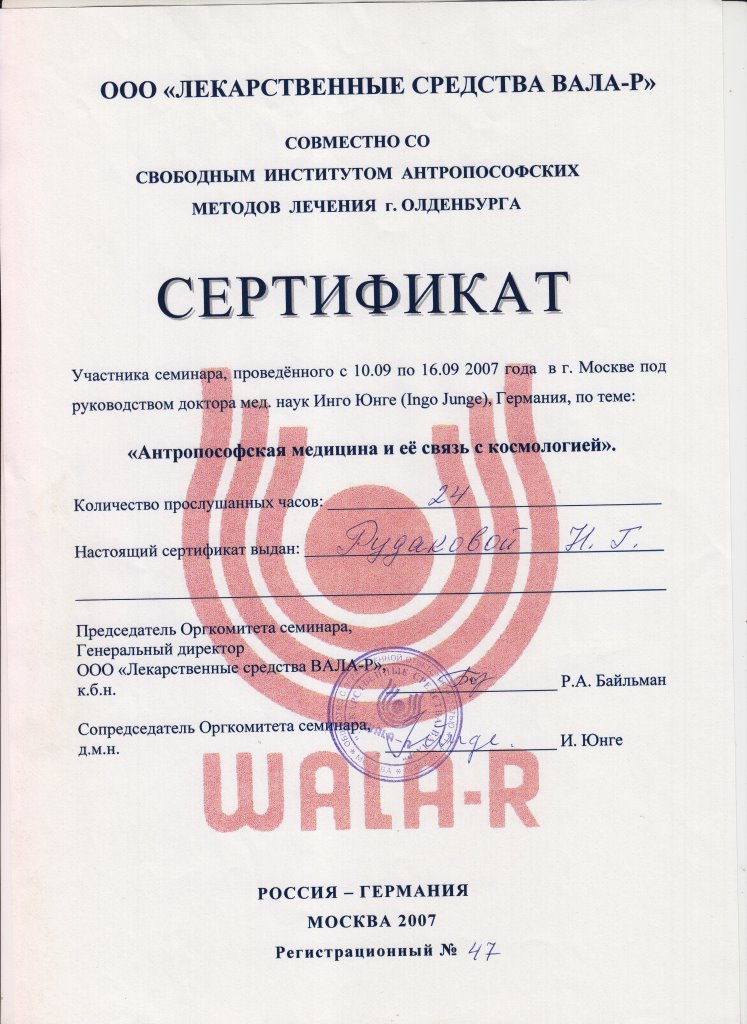 ООО «ЛЕКАРСТВЕННЫЕ СРЕДСТВА ВАЛА-Р»
СОВМЕСТНО СО
СВОБОДНЫМ ИНСТИТУТОМ АНТРОПОСОФСКИХ
МЕТОДОВ ЛЕЧЕНИЯ г. ОЛДЕНБУРГА
СЕРТИФИКАТ
Участника семинара, проведённого с 10.09 по 16.09 2007 года в г. Москве под
руководством доктора мед. наук Инго Юнге (Ingo Junge), Германия, по теме:
«Антропософская медицина и её связь с космологией».
Количество прослушанных часов: 24
Настоящий сертификат выдан: Рудаковой Н. Г.
Председатель Оргкомитета семинара,
Генеральный директор
ООО «Лекарственные средства ВАЛА-Р»,
к.б.н. Р.А. Байльман
Сопредседатель Оргкомитета семинара,
д.м.н. И. Юнге
WALA-R
РОССИЯ – ГЕРМАНИЯ
МОСКВА 2007
Регистрационный № 47